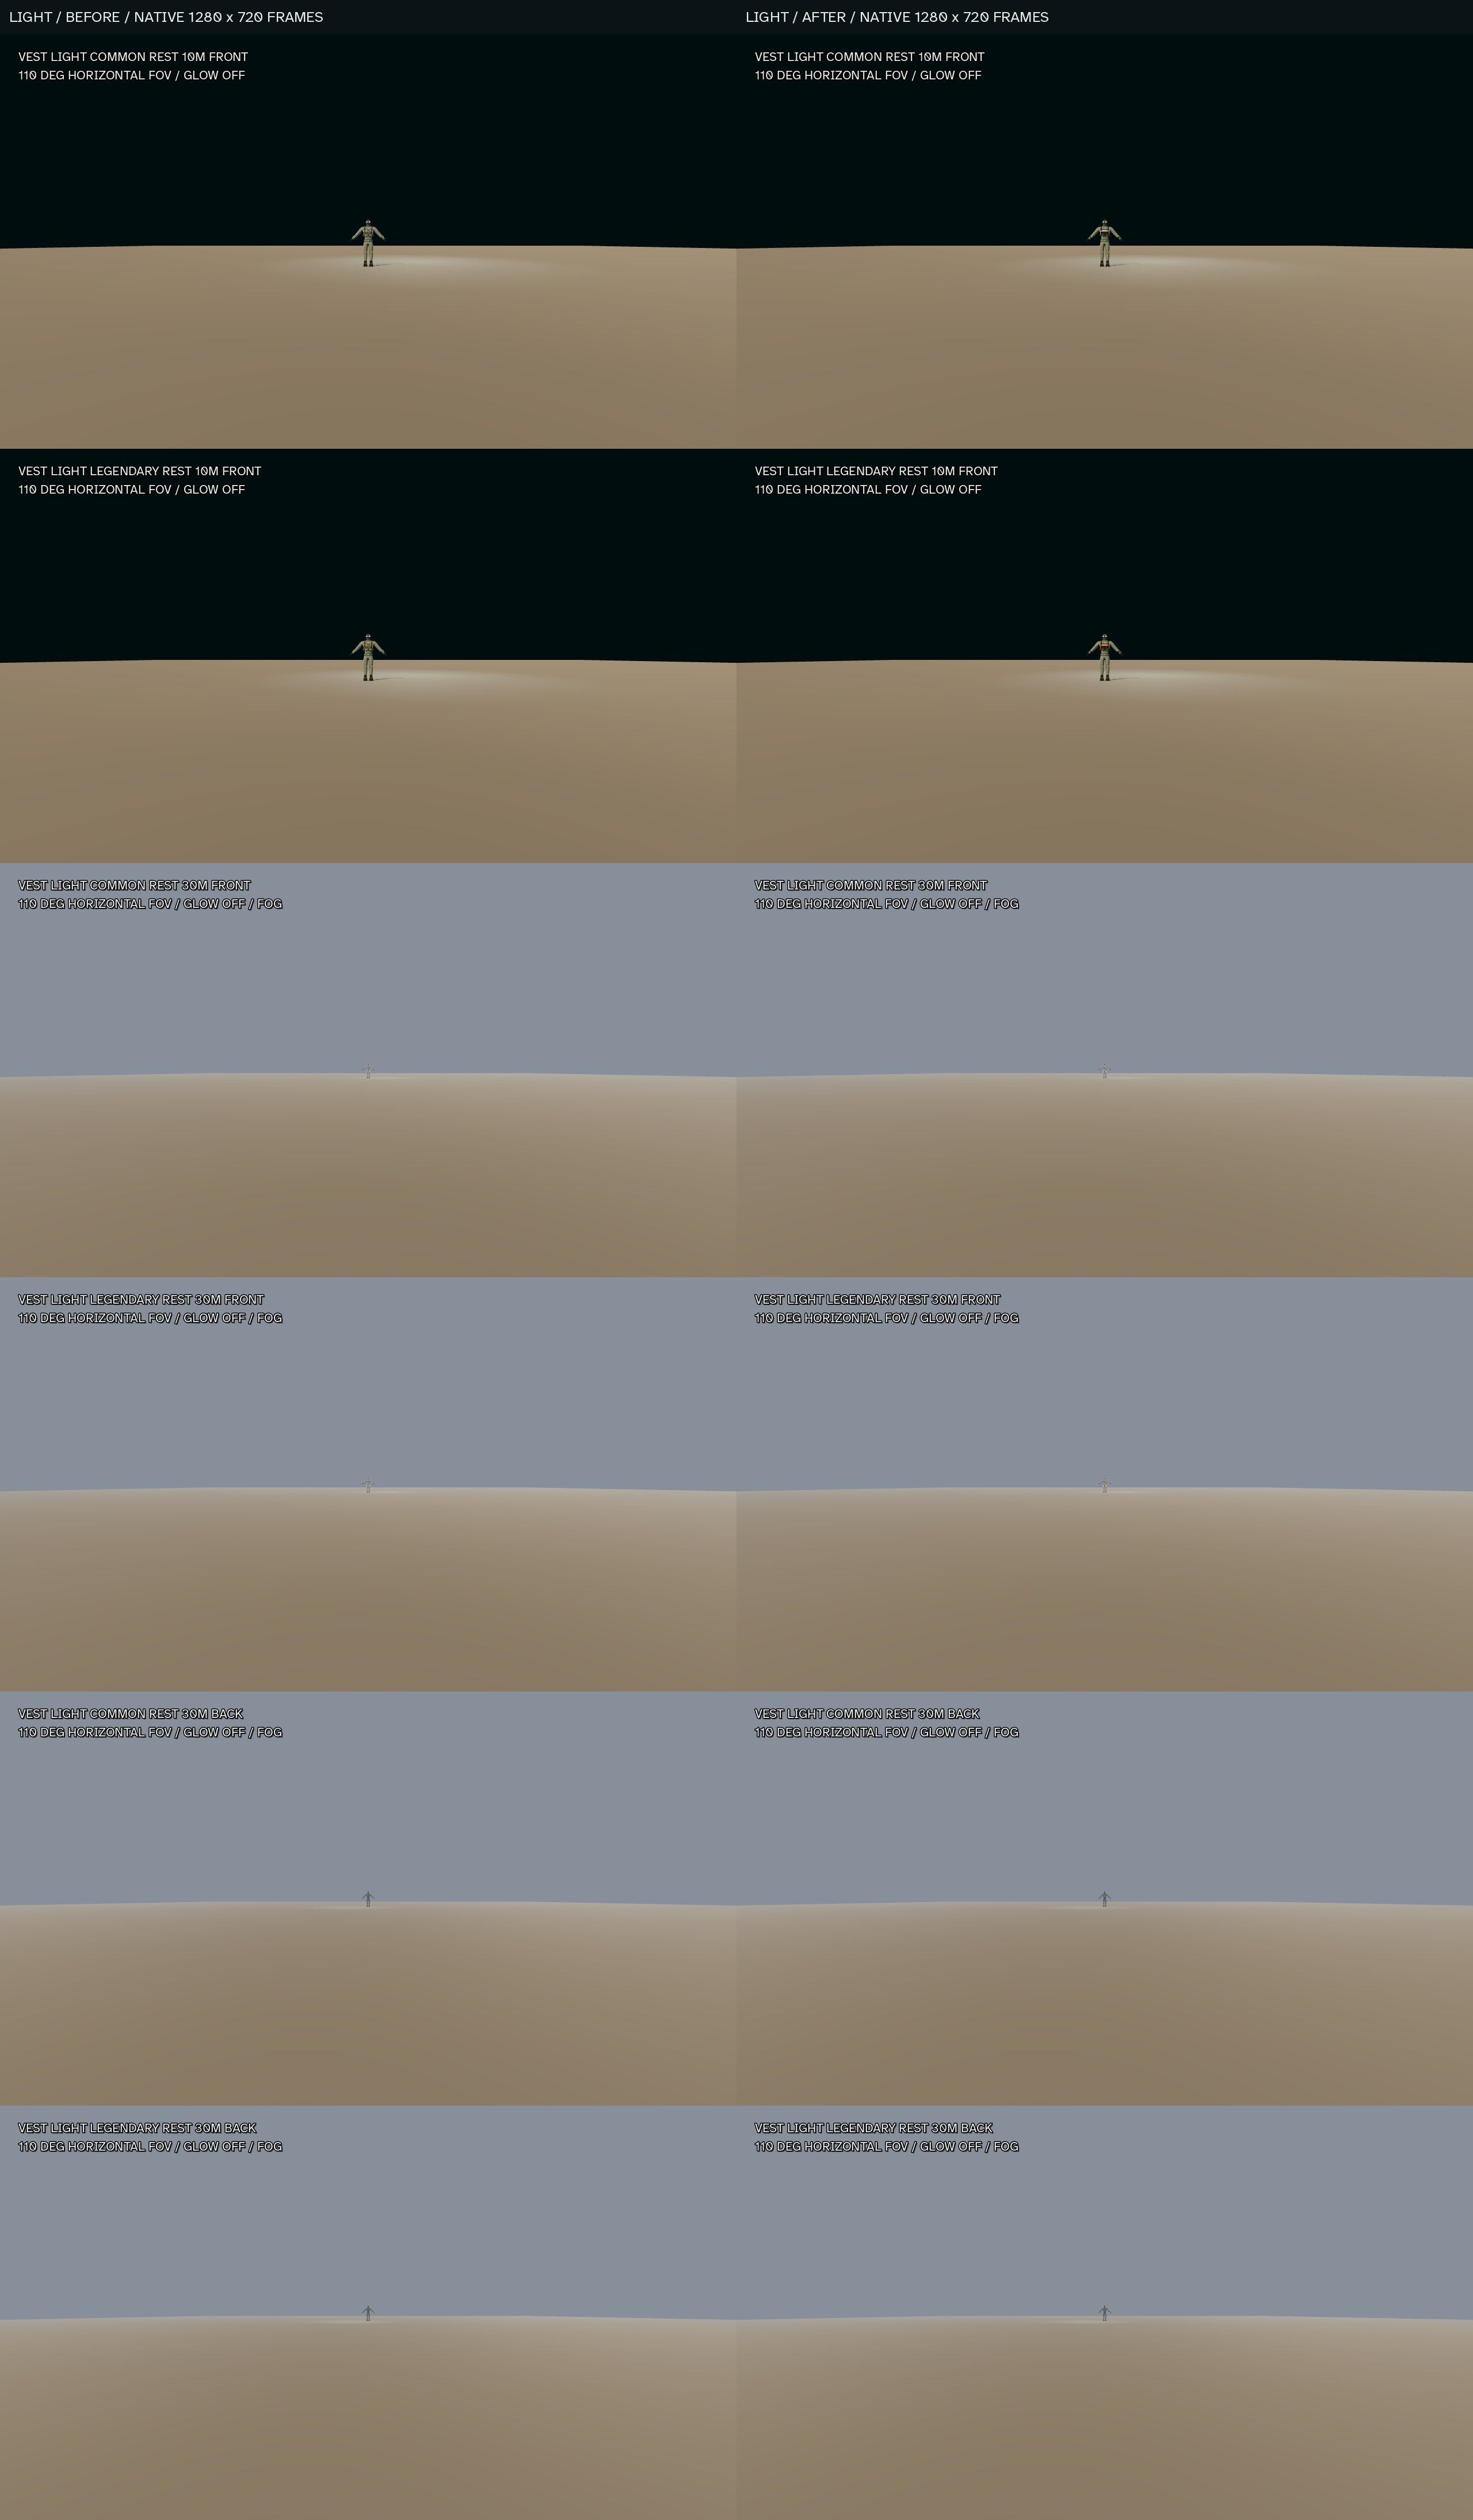 LIGHT / BEFORE / NATIVE 1280 x 720 FRAMES
LIGHT / AFTER / NATIVE 1280 x 720 FRAMES
VEST LIGHT COMMON REST 10M FRONT
110 DEG HORIZONTAL FOV / GLOW OFF
VEST LIGHT COMMON REST 10M FRONT
110 DEG HORIZONTAL FOV / GLOW OFF
VEST LIGHT LEGENDARY REST 10M FRONT
110 DEG HORIZONTAL FOV / GLOW OFF
VEST LIGHT LEGENDARY REST 10M FRONT
110 DEG HORIZONTAL FOV / GLOW OFF
VEST LIGHT COMMON REST 30M FRONT
110 DEG HORIZONTAL FOV / GLOW OFF / FOG
VEST LIGHT COMMON REST 30M FRONT
110 DEG HORIZONTAL FOV / GLOW OFF / FOG
VEST LIGHT LEGENDARY REST 30M FRONT
110 DEG HORIZONTAL FOV / GLOW OFF / FOG
VEST LIGHT LEGENDARY REST 30M FRONT
110 DEG HORIZONTAL FOV / GLOW OFF / FOG
VEST LIGHT COMMON REST 30M BACK
110 DEG HORIZONTAL FOV / GLOW OFF / FOG
VEST LIGHT COMMON REST 30M BACK
110 DEG HORIZONTAL FOV / GLOW OFF / FOG
VEST LIGHT LEGENDARY REST 30M BACK
110 DEG HORIZONTAL FOV / GLOW OFF / FOG
VEST LIGHT LEGENDARY REST 30M BACK
110 DEG HORIZONTAL FOV / GLOW OFF / FOG